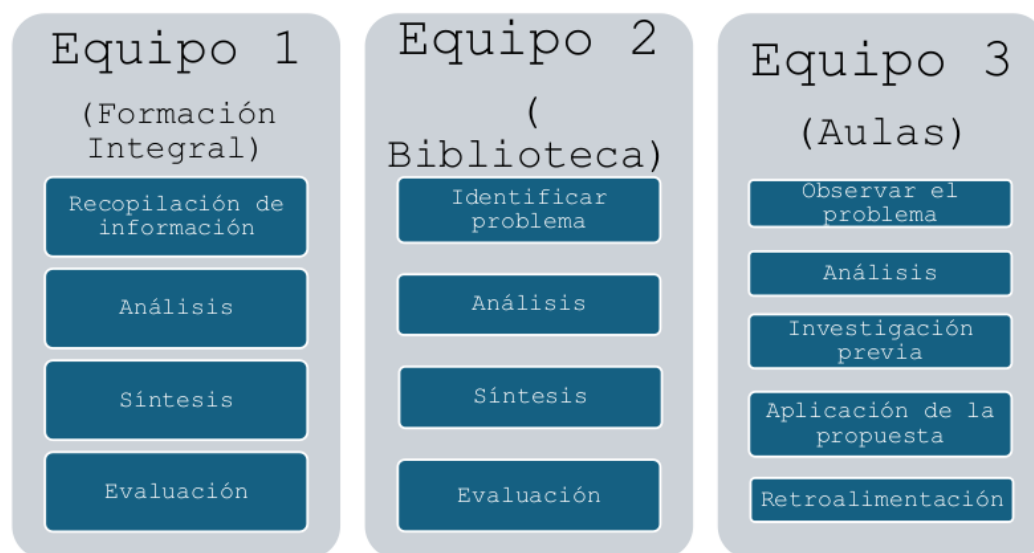 Equipo 1
(Formación
Integral)
Recopilación de
información
Análisis
Síntesis
Evaluación
Equipo 2
(
Biblioteca)
Identificar
problema
Análisis
Síntesis
Evaluación
Equipo 3
(Aulas)
Observar el
problema
Análisis
Investigación
previa
Aplicación de la
propuesta
Retroalimentación